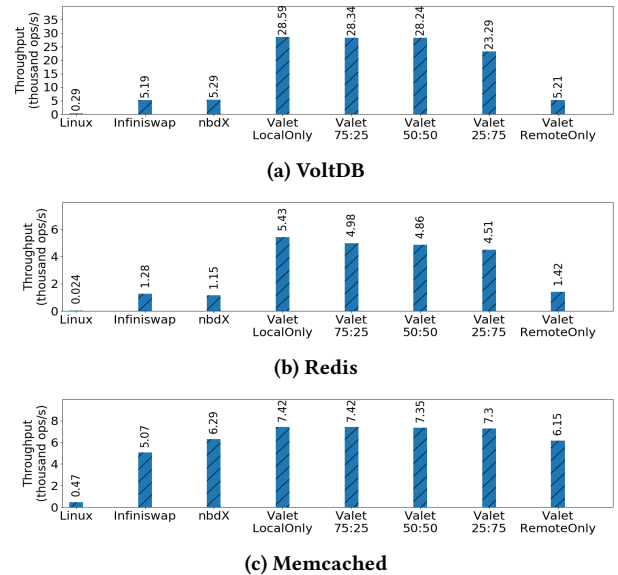 Throughput
(thousand ops/s)
35
30
25
20
15
10
5
0
0.29
5.19
5.29
28.59
28.34
28.24
23.29
5.21
Linux Infiniswap nbdX Valet Valet Valet Valet Valet
LocalOnly 75:25 50:50 25:75 RemoteOnly
(a) VoltDB
Throughput
(thousand ops/s)
6
4
2
0
0.024
1.28
1.15
5.43
4.98
4.86
4.51
1.42
Linux Infiniswap nbdX Valet Valet Valet Valet Valet
LocalOnly 75:25 50:50 25:75 RemoteOnly
(b) Redis
Throughput
(thousand ops/s)
8
6
4
2
0
0.47
5.07
6.29
7.42
7.42
7.35
7.3
6.15
Linux Infiniswap nbdX Valet Valet Valet Valet Valet
LocalOnly 75:25 50:50 25:75 RemoteOnly
(c) Memcached